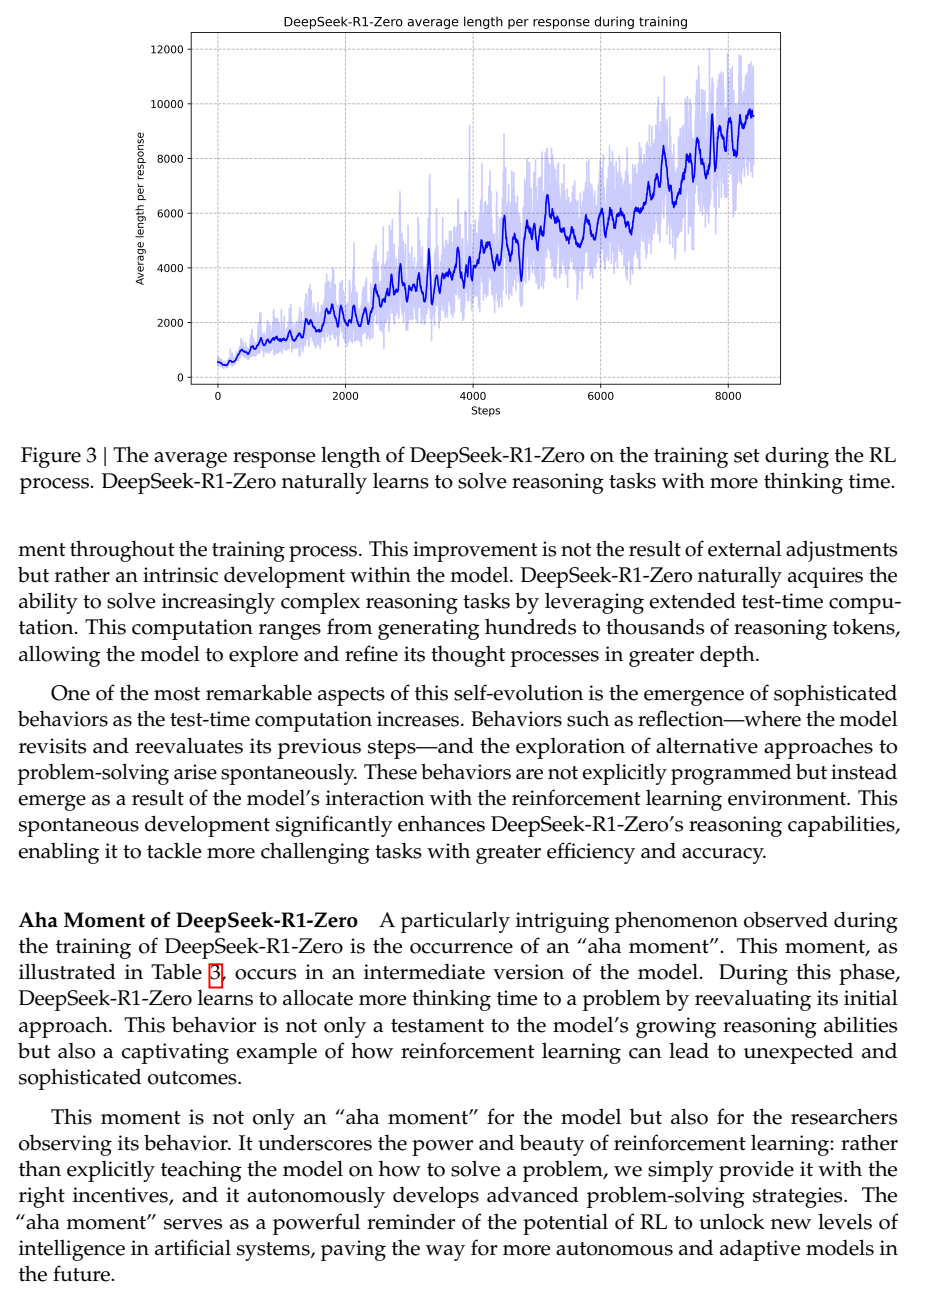 DeepSeek-R1-Zero average length per response during training
12000
10000
8000
6000
4000
2000
0
Average length per response
0 2000 4000 6000 8000
Steps
Figure 3 | The average response length of DeepSeek-R1-Zero on the training set during the RL
process. DeepSeek-R1-Zero naturally learns to solve reasoning tasks with more thinking time.
ment throughout the training process. This improvement is not the result of external adjustments
but rather an intrinsic development within the model. DeepSeek-R1-Zero naturally acquires the
ability to solve increasingly complex reasoning tasks by leveraging extended test-time compu-
tation. This computation ranges from generating hundreds to thousands of reasoning tokens,
allowing the model to explore and refine its thought processes in greater depth.
One of the most remarkable aspects of this self-evolution is the emergence of sophisticated
behaviors as the test-time computation increases. Behaviors such as reflection—where the model
revisits and reevaluates its previous steps—and the exploration of alternative approaches to
problem-solving arise spontaneously. These behaviors are not explicitly programmed but instead
emerge as a result of the model's interaction with the reinforcement learning environment. This
spontaneous development significantly enhances DeepSeek-R1-Zero's reasoning capabilities,
enabling it to tackle more challenging tasks with greater efficiency and accuracy.
Aha Moment of DeepSeek-R1-Zero A particularly intriguing phenomenon observed during
the training of DeepSeek-R1-Zero is the occurrence of an “aha moment”. This moment, as
illustrated in Table 3, occurs in an intermediate version of the model. During this phase,
DeepSeek-R1-Zero learns to allocate more thinking time to a problem by reevaluating its initial
approach. This behavior is not only a testament to the model's growing reasoning abilities
but also a captivating example of how reinforcement learning can lead to unexpected and
sophisticated outcomes.
This moment is not only an “aha moment” for the model but also for the researchers
observing its behavior. It underscores the power and beauty of reinforcement learning: rather
than explicitly teaching the model on how to solve a problem, we simply provide it with the
right incentives, and it autonomously develops advanced problem-solving strategies. The
“aha moment” serves as a powerful reminder of the potential of RL to unlock new levels of
intelligence in artificial systems, paving the way for more autonomous and adaptive models in
the future.